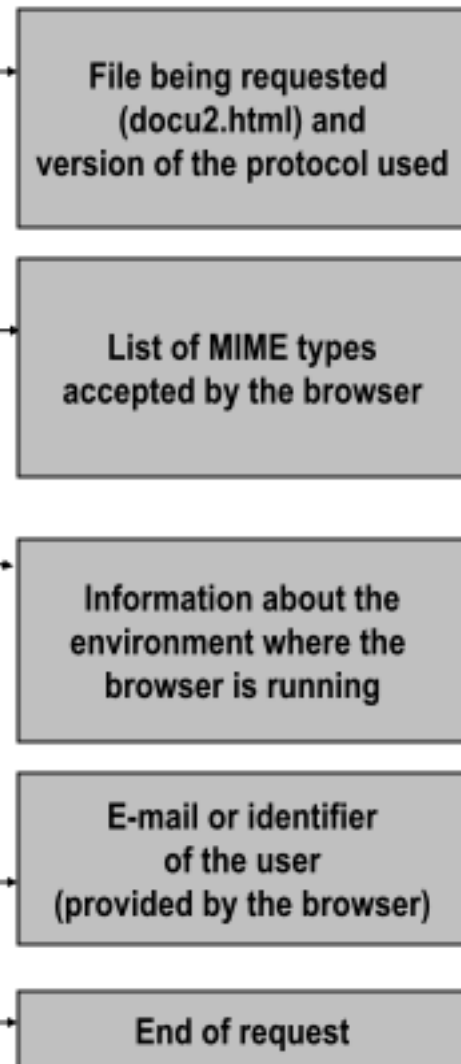 File being requested
(docu2.html) and
version of the protocol used
List of MIME types
accepted by the browser
Information about the
environment where the
browser is running
E-mail or identifier
of the user
(provided by the browser)
End of request